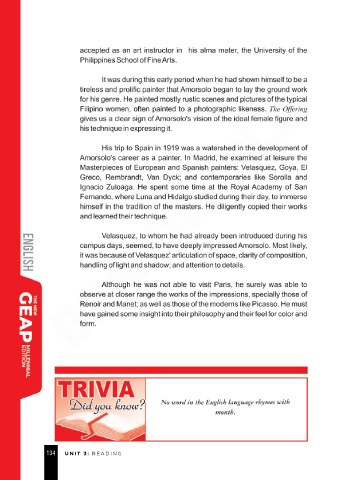 accepted as an art instructor in his alma mater, the University of the
Philippines School of Fine Arts.
It was during this early period when he had shown himself to be a
tireless and prolific painter that Amorsolo began to lay the ground work
for his genre. He painted mostly rustic scenes and pictures of the typical
Filipino women, often painted to a photographic likeness. The Offering
gives us a clear sign of Amorsolo's vision of the ideal female figure and
his technique in expressing it.
His trip to Spain in 1919 was a watershed in the development of
Amorsolo's career as a painter. In Madrid, he examined at leisure the
Masterpieces of European and Spanish painters: Velasquez, Goya, El
Greco, Rembrandt, Van Dyck; and contemporaries like Sorolla and
Ignacio Zuloaga. He spent some time at the Royal Academy of San
Fernando, where Luna and Hidalgo studied during their day, to immerse
himself in the tradition of the masters. He diligently copied their works
and learned their technique.
Velasquez, to whom he had already been introduced during his
campus days, seemed, to have deeply impressed Amorsolo. Most likely,
it was because of Velasquez' articulation of space, clarity of composition,
handling of light and shadow; and attention to details.
Although he was not able to visit Paris, he surely was able to
observe at closer range the works of the impressions, specially those of
Renoir and Manet; as well as those of the moderns like Picasso. He must
have gained some insight into their philosophy and their feel for color and
form.
ENGLISH
THE NEW
GEAP
MILLENNIAL
EDITION
TRIVIA
Did you know?
No word in the English language rhymes with
month.
134 UNIT 3: READING